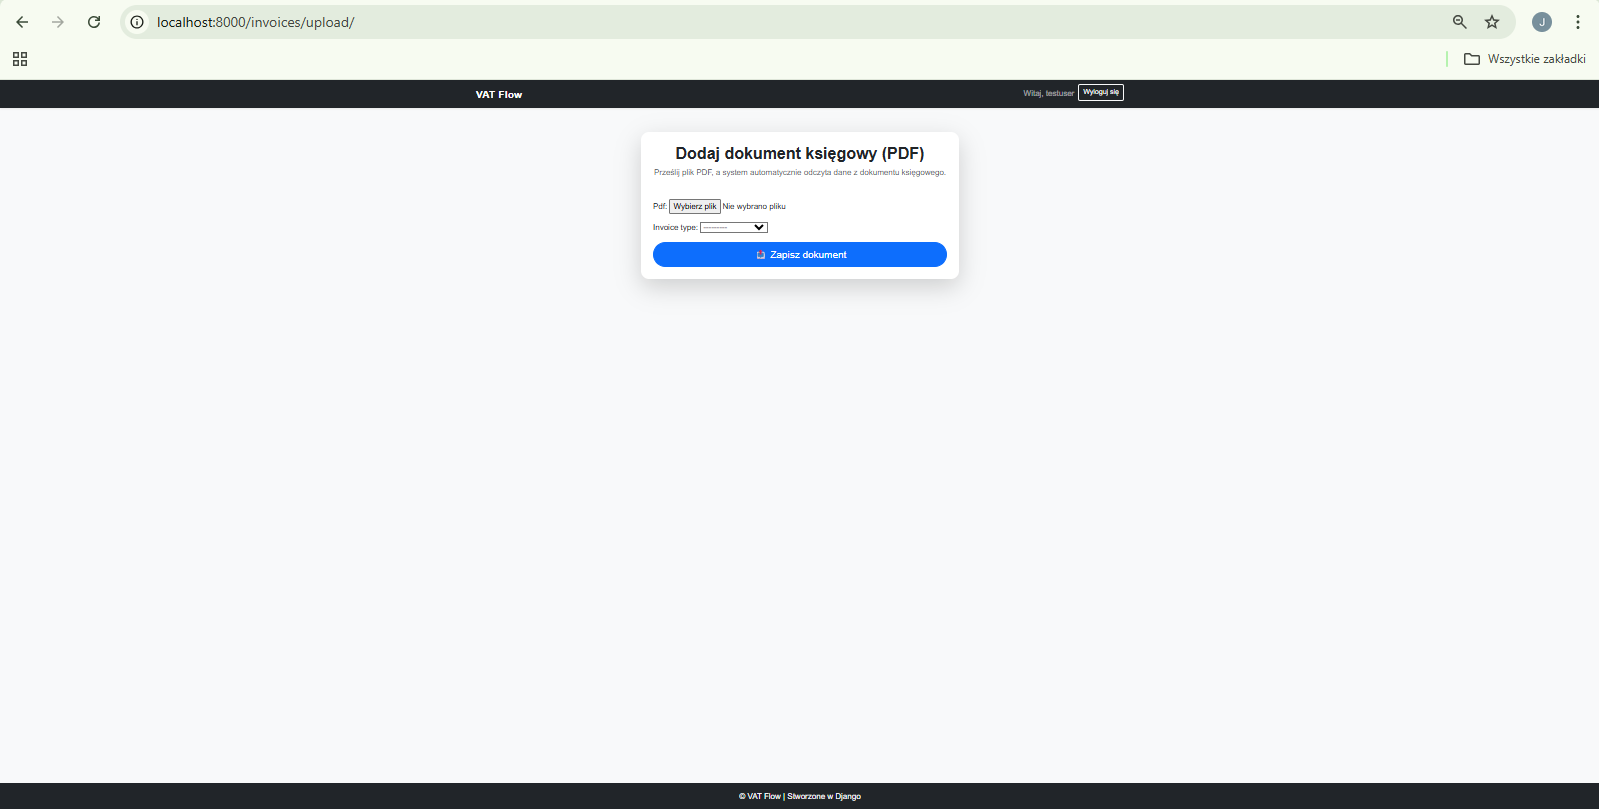 localhost:8000/invoices/upload/
J
Wszystkie zakładki
VAT Flow
Witaj, testuser
Wyloguj się
Dodaj dokument księgowy (PDF)
Prześlij plik PDF, a system automatycznie odczyta dane z dokumentu księgowego.
Pdf: Wybierz plik Nie wybrano pliku
Invoice type: ---------
Zapisz dokument
© VAT Flow | Stworzone w Django